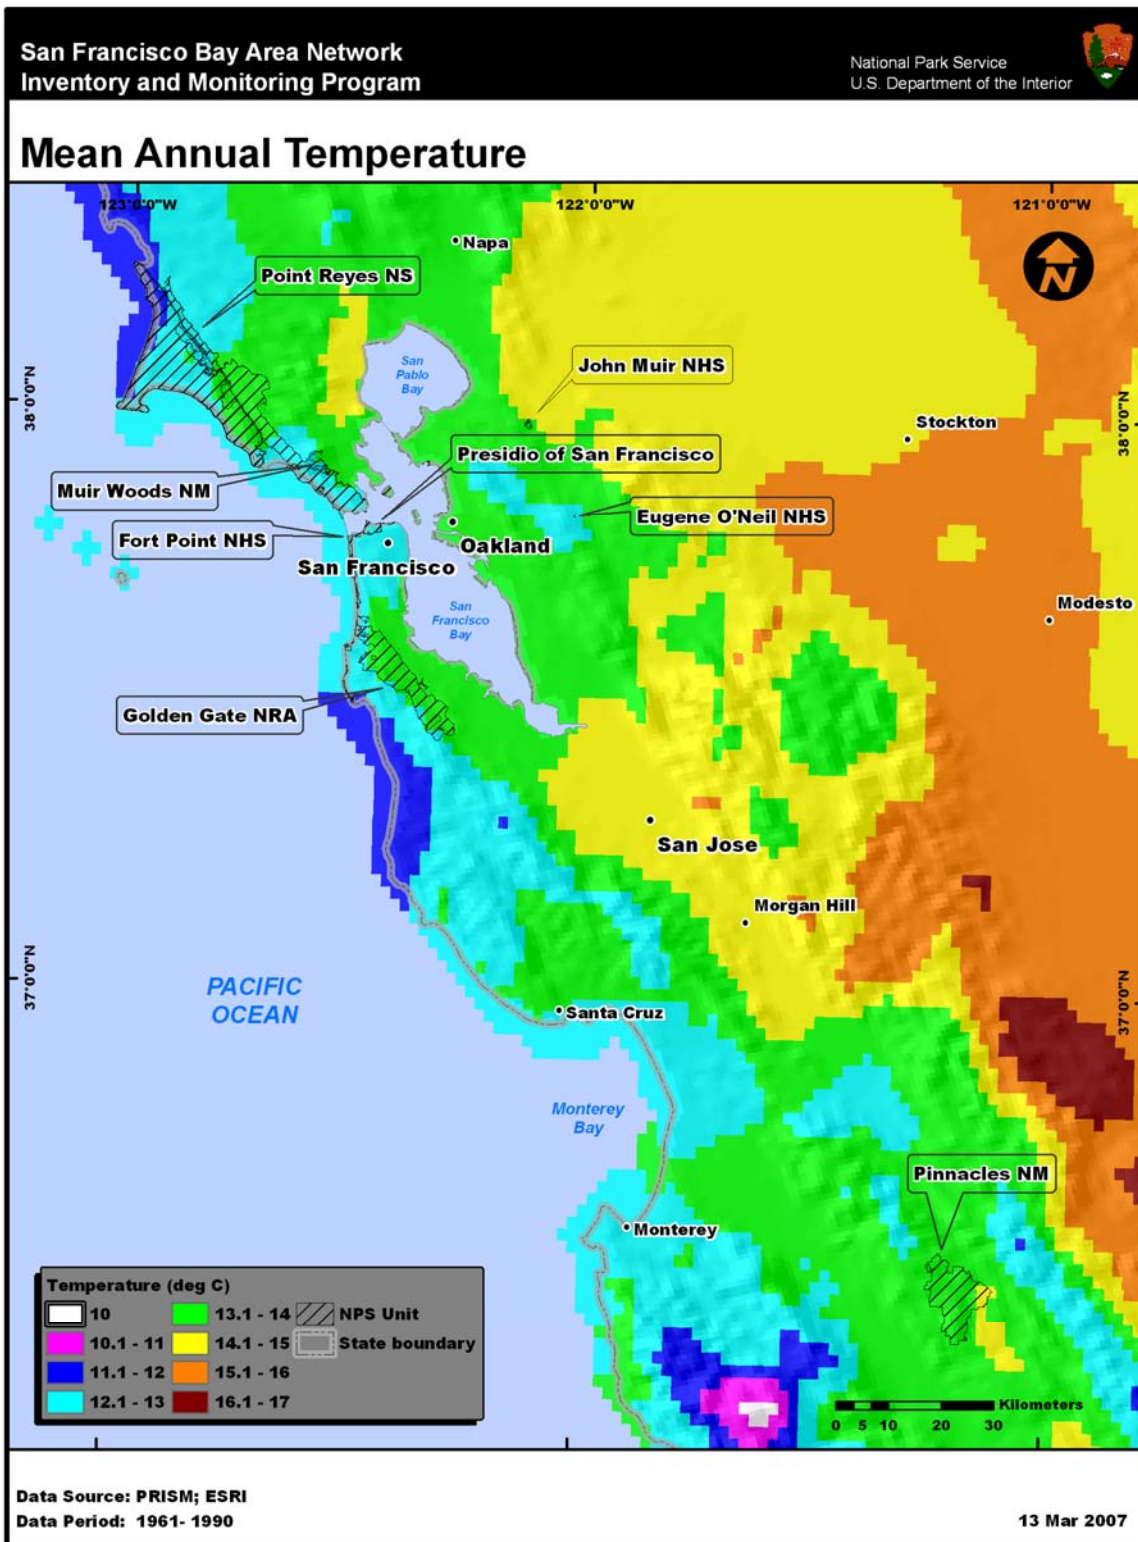 San Francisco Bay Area Network
Inventory and Monitoring Program
National Park Service
U.S. Department of the Interior
Mean Annual Temperature
123°0'0"W
122°0'0"W
121°0'0"W
Napa
N
Point Reyes NS
San
Pablo
Bay
John Muir NHS
38°0'0"N
38°0'0"N
Stockton
Presidio of San Francisco
Muir Woods NM
Eugene O'Neil NHS
Fort Point NHS
Oakland
San Francisco
Modesto
San
Francisco
Bay
Golden Gate NRA
San Jose
Morgan Hill
37°0'0"N
37°0'0"N
PACIFIC
OCEAN
Santa Cruz
Monterey
Bay
Pinnacles NM
Monterey
Temperature (deg C)
10 13.1 - 14 NPS Unit
10.1 - 11 14.1 - 15 State boundary
11.1 - 12 15.1 - 16
12.1 - 13 16.1 - 17
Kilometers
0 5 10 20 30
Data Source: PRISM; ESRI
Data Period: 1961- 1990
13 Mar 2007